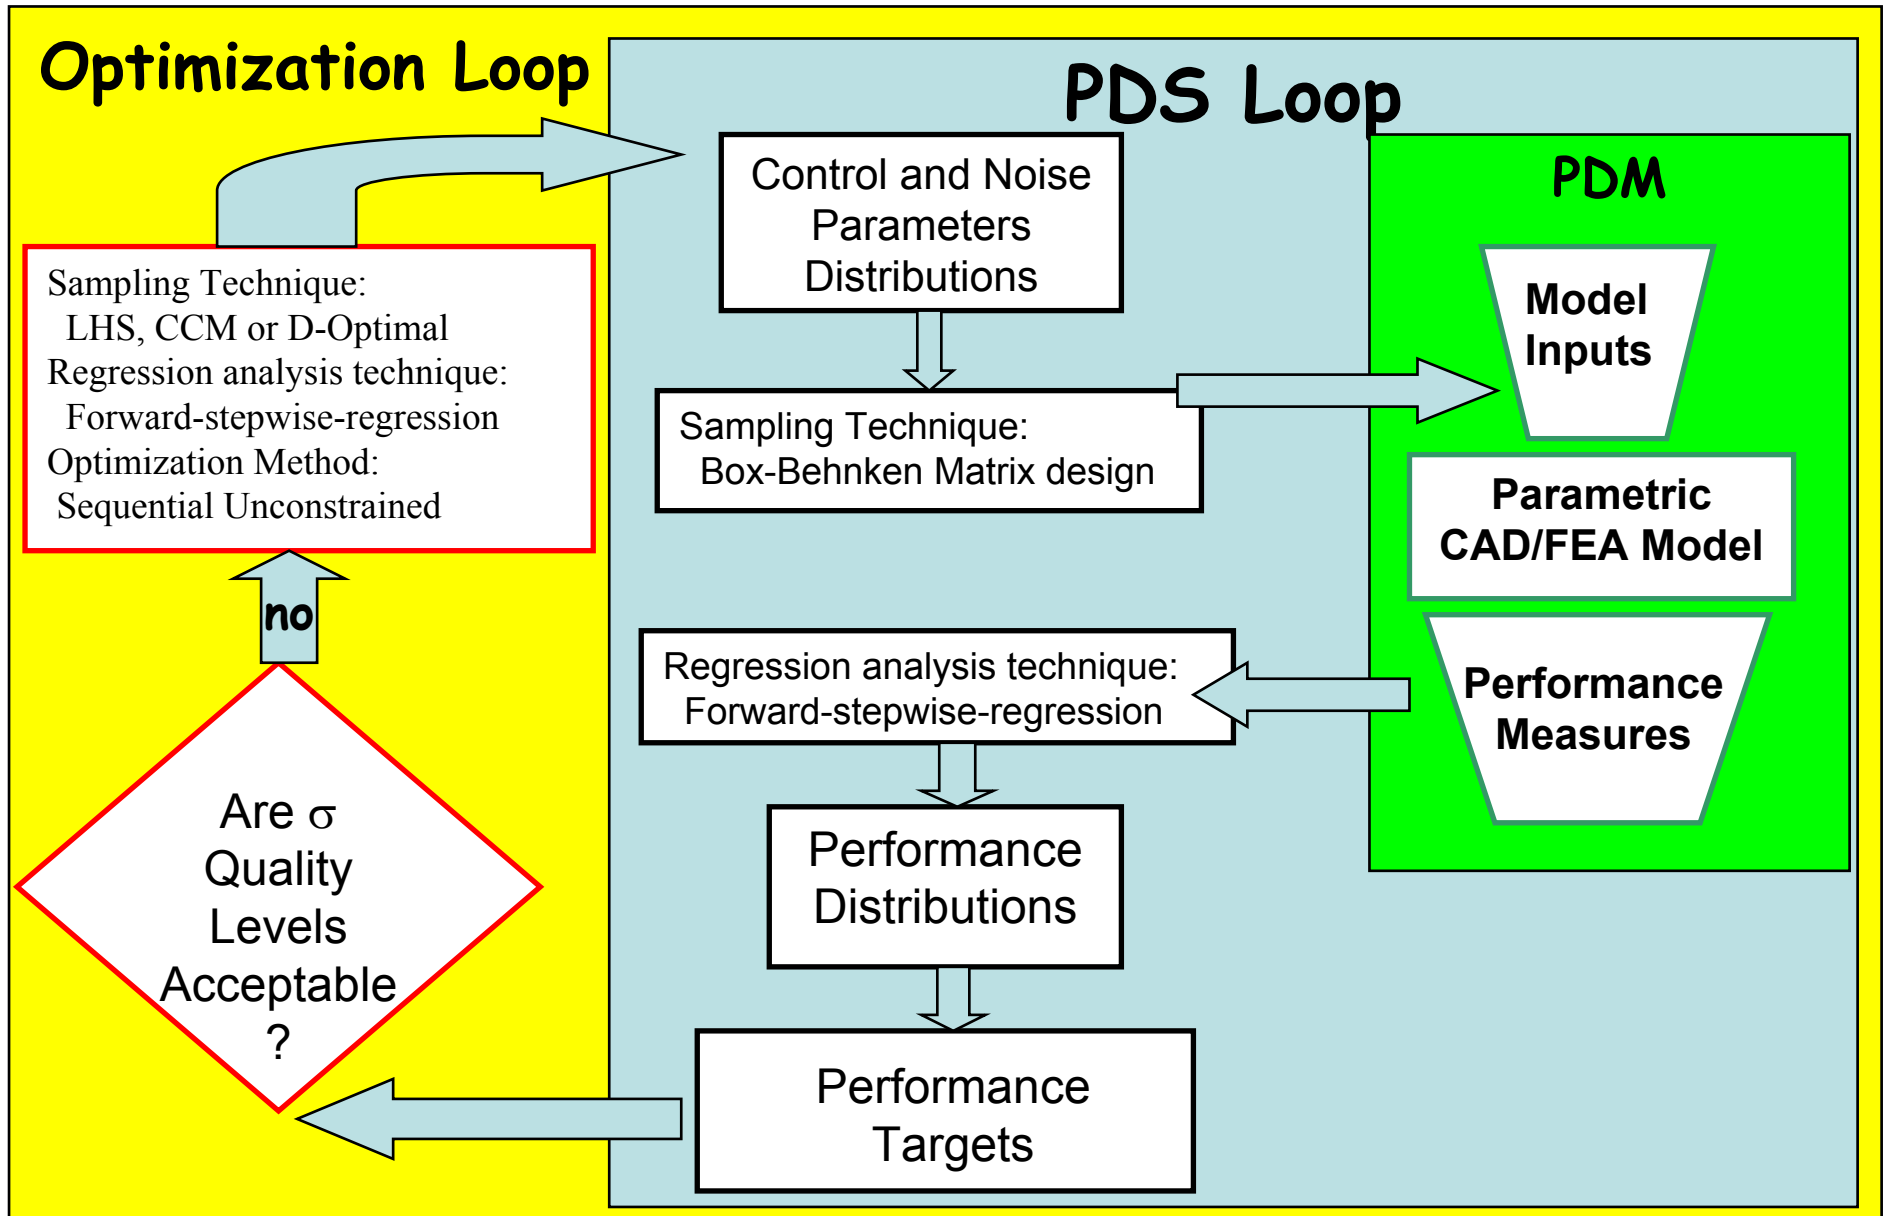 Optimization Loop
PDS Loop
Control and Noise
Parameters
Distributions
PDM
Model
Inputs
Sampling Technique:
LHS, CCM or D-Optimal
Regression analysis technique:
Forward-stepwise-regression
Optimization Method:
Sequential Unconstrained
Sampling Technique:
Box-Behnken Matrix design
Parametric
CAD/FEA Model
no
Regression analysis technique:
Forward-stepwise-regression
Performance
Measures
Are σ
Quality
Levels
Acceptable
?
Performance
Distributions
Performance
Targets